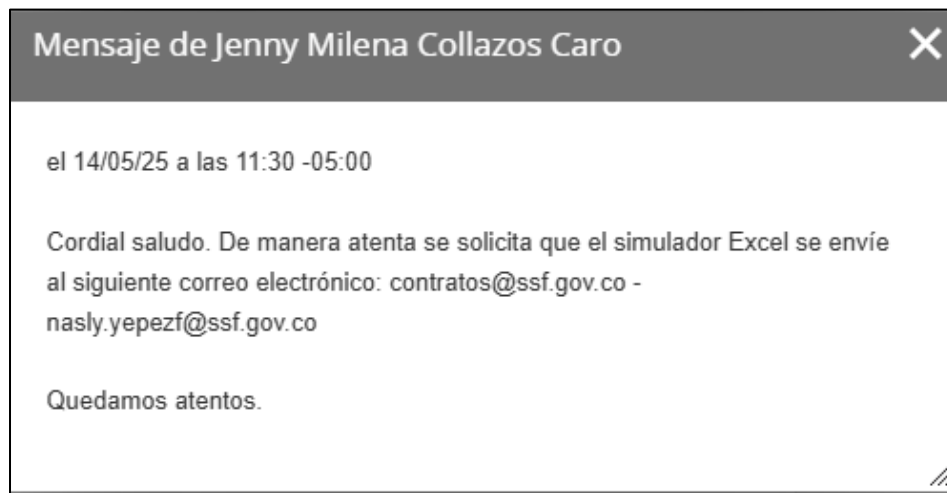 Mensaje de Jenny Milena Collazos Caro
el 14/05/25 a las 11:30 -05:00
Cordial saludo. De manera atenta se solicita que el simulador Excel se envíe
al siguiente correo electrónico: contratos@ssf.gov.co -
nasly.yepezf@ssf.gov.co
Quedamos atentos.